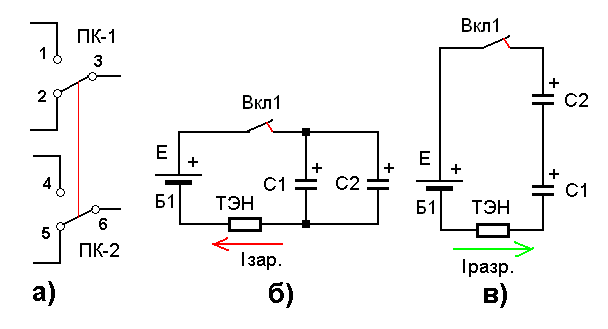 ПК-1
1
3
2
4
5
6
ПК-2
а)
Вкл1
E
+
Б1
C1
+
C2
+
ТЭН
Iзар.
б)
Вкл1
+
C2
E
+
Б1
+
C1
ТЭН
Iразр.
в)